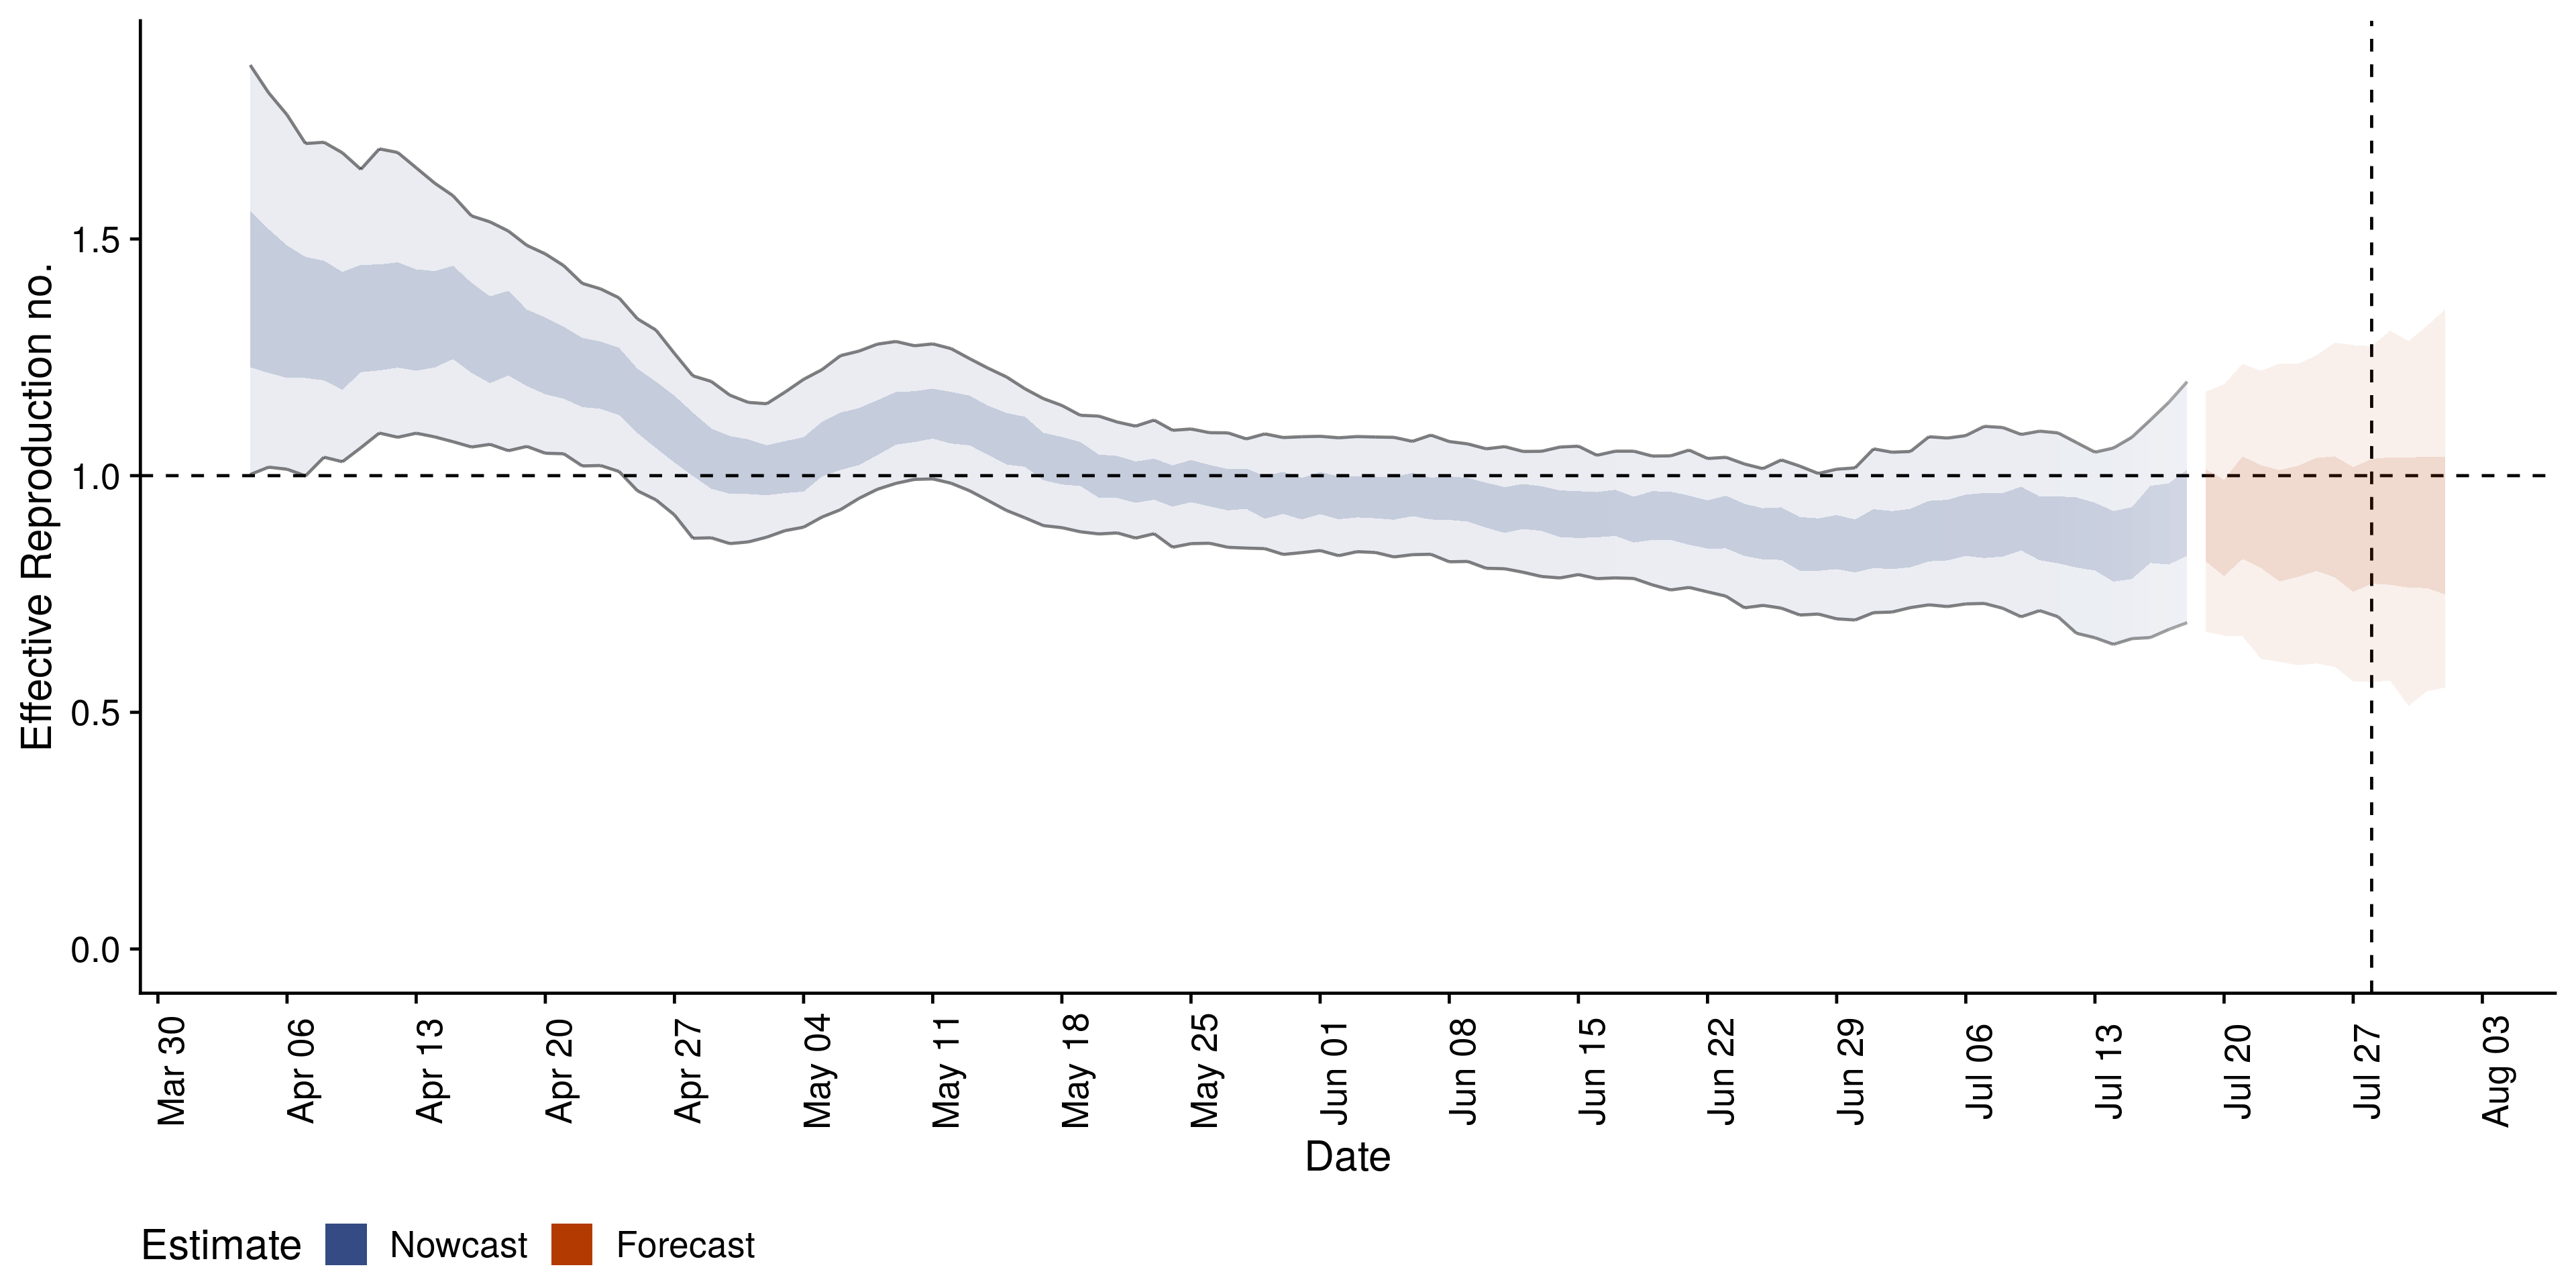 Effective Reproduction no.
1.5
1.0
0.5
0.0
Mar 30
Apr 06
Apr 13
Apr 20
Apr 27
May 04
May 11
May 18
May 25
Jun 01
Jun 08
Jun 15
Jun 22
Jun 29
Jul 06
Jul 13
Jul 20
Jul 27
Aug 03
Date
Estimate Nowcast Forecast